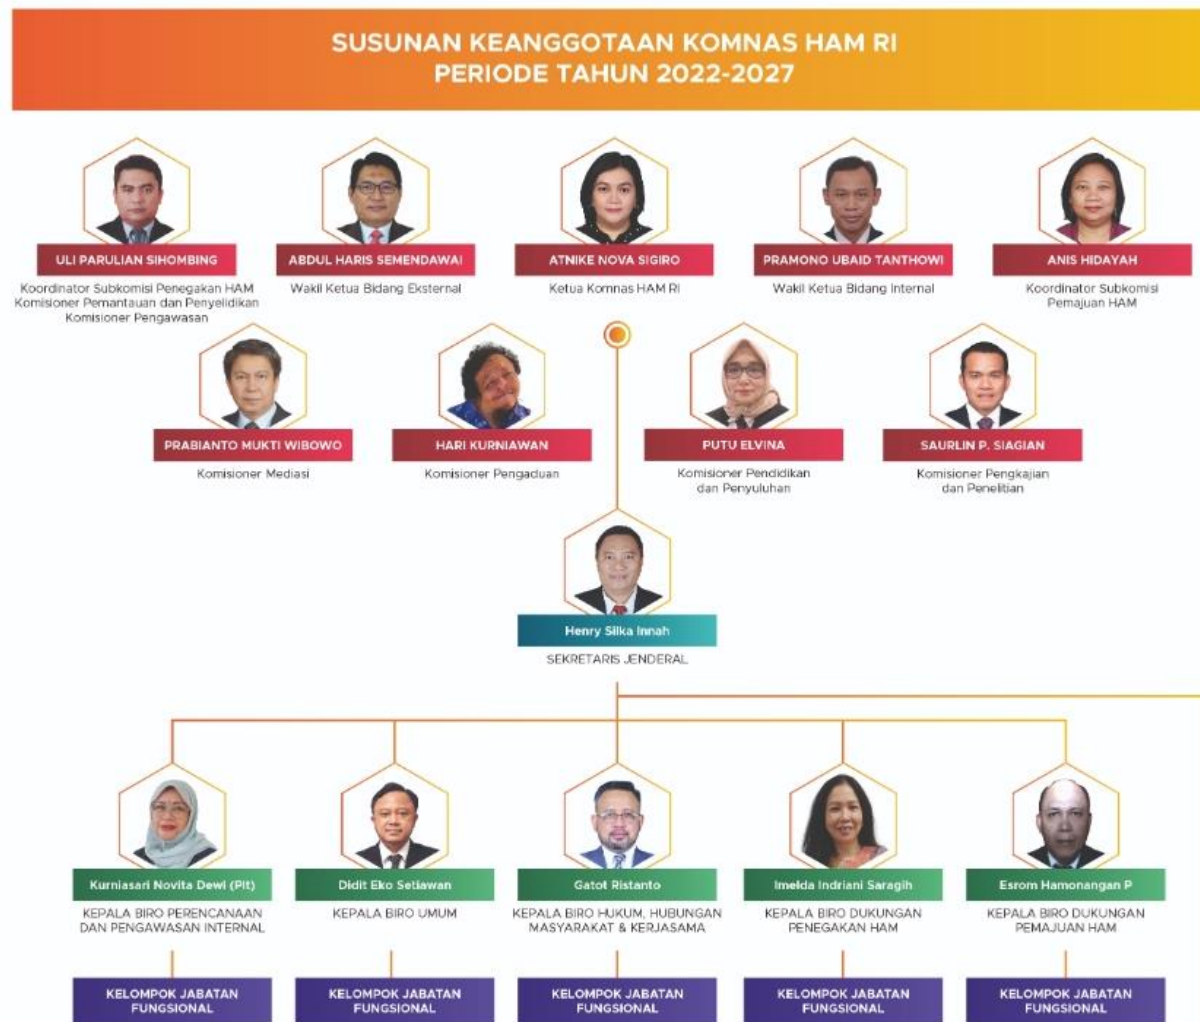 SUSUNAN KEANGGOTAAN KOMNAS HAM RI
PERIODE TAHUN 2022-2027
ULI PARULIAN SIHOMBING
Koordinator Subkomisi Penegakan HAM
Komisioner Pemantauan dan Penyelidikan
Komisioner Pengawasan
ABDUL HARIS SEMENDAWAI
Wakil Ketua Bidang Eksternal
ATNIKE NOVA SIGIRO
Ketua Komnas HAM RI
PRAMONO UBAID TANTHOWI
Wakil Ketua Bidang Internal
ANIS HIDAYAH
Koordinator Subkomisi
Pemajuan HAM
PRABIANTO MUKTI WIBOWO
Komisioner Mediasi
HARI KURNIAWAN
Komisioner Pengaduan
PUTU ELVINA
Komisioner Pendidikan
dan Penyuluhan
SAURLIN P. SIAGIAN
Komisioner Pengkajian
dan Penelitian
Henry Silka Innah
SEKRETARIS JENDERAL
Kurniasari Novita Dewi (Plt)
KEPALA BIRO PERENCANAAN
DAN PENGAWASAN INTERNAL
Didit Eko Setiawan
KEPALA BIRO UMUM
Gatot Ristanto
KEPALA BIRO HUKUM, HUBUNGAN
MASYARAKAT & KERJASAMA
Imelda Indriani Saragih
KEPALA BIRO DUKUNGAN
PENEGAKAN HAM
Esrom Hamonangan P
KEPALA BIRO DUKUNGAN
PEMAJUAN HAM
KELOMPOK JABATAN
FUNGSIONAL
KELOMPOK JABATAN
FUNGSIONAL
KELOMPOK JABATAN
FUNGSIONAL
KELOMPOK JABATAN
FUNGSIONAL
KELOMPOK JABATAN
FUNGSIONAL